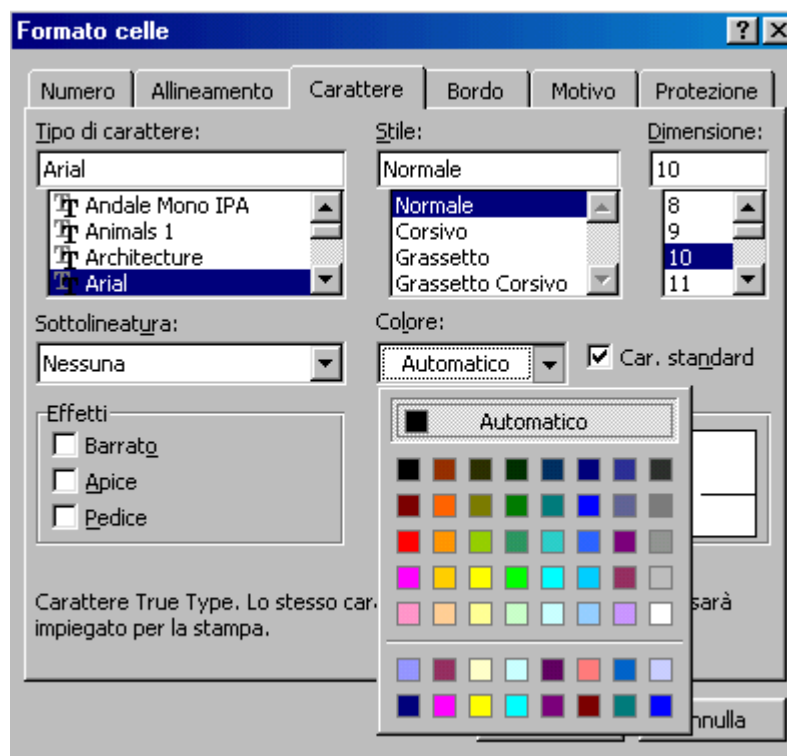 Formato celle
Numero Allineamento Carattere Bordo Motivo Protezione
Tipo di carattere: Stile: Dimensione:
Arial Normale 10
Andale Mono IPA Normale 8
Animals 1 Corsivo 9
Architecture Grassetto 10
Arial Grassetto Corsivo 11
Sottolineatura: Colore:
Nessuna Automatico Car. standard
Effetti Automatico
Barrato
Apice
Pedice
Carattere True Type. Lo stesso sarà
impiegato per la stampa.